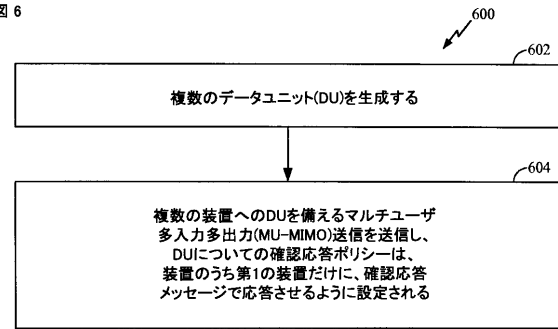 図 6
600
602
複数のデータユニット(DU)を生成する
604
複数の装置へのDUを備えるマルチユーザ
多入力多出力(MU-MIMO)送信を送信し、
DUについての確認応答ポリシーは、
装置のうち第1の装置だけに、確認応答
メッセージで応答させるように設定される